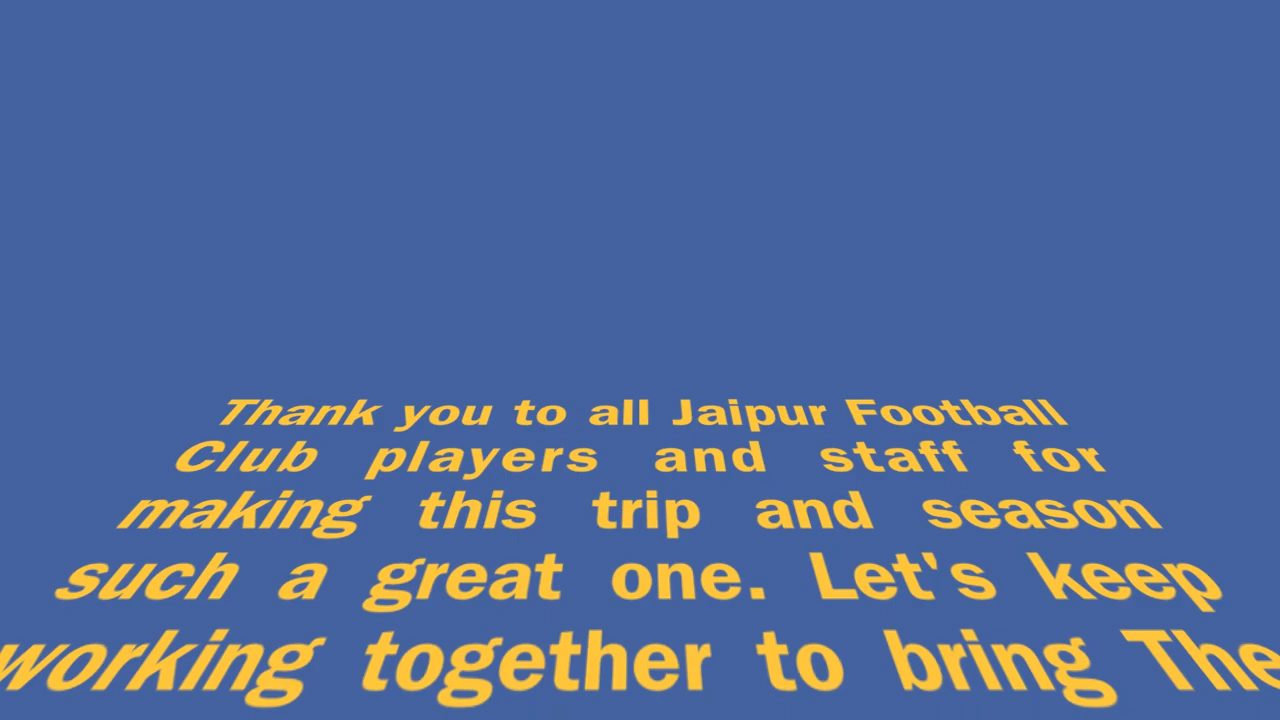 Thank you to all Jaipur Football
Club players and staff for
making this trip and season
such a great one. Let's keep
working together to bring The